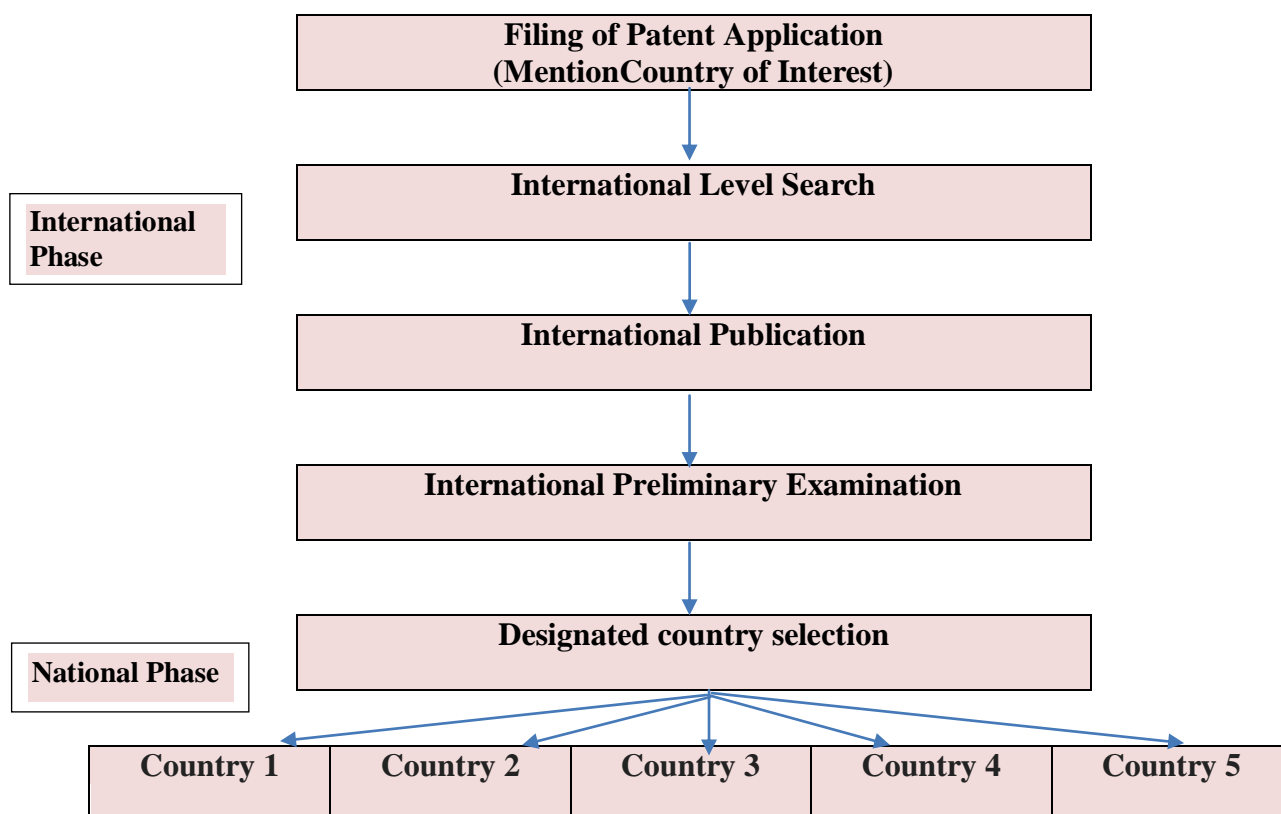 Filing of Patent Application
(MentionCountry of Interest)
International Level Search
International
Phase
International Publication
International Preliminary Examination
Designated country selection
National Phase
Country 1
Country 2
Country 3
Country 4
Country 5